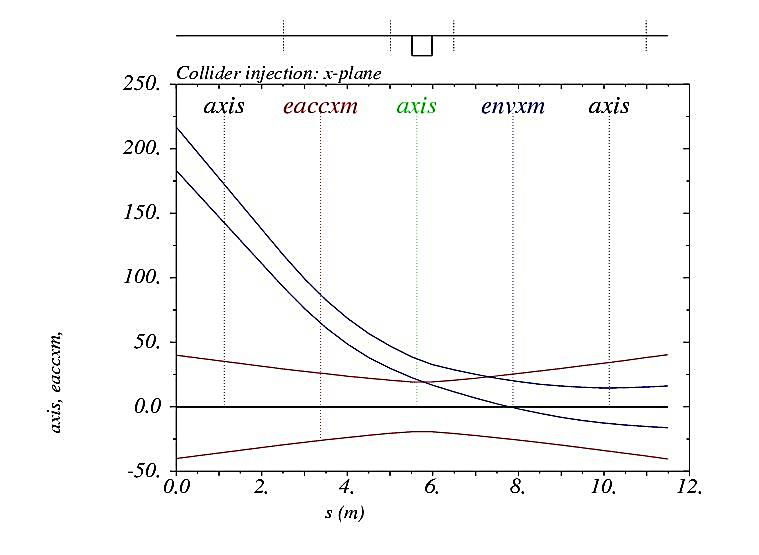 Collider injection: x-plane
250.
axis eaccxm axis envxm axis
200.
150.
100.
50.
0.0
-50.
0.0 2. 4. 6. 8. 10. 12.
s (m)
axis, eaccxm,